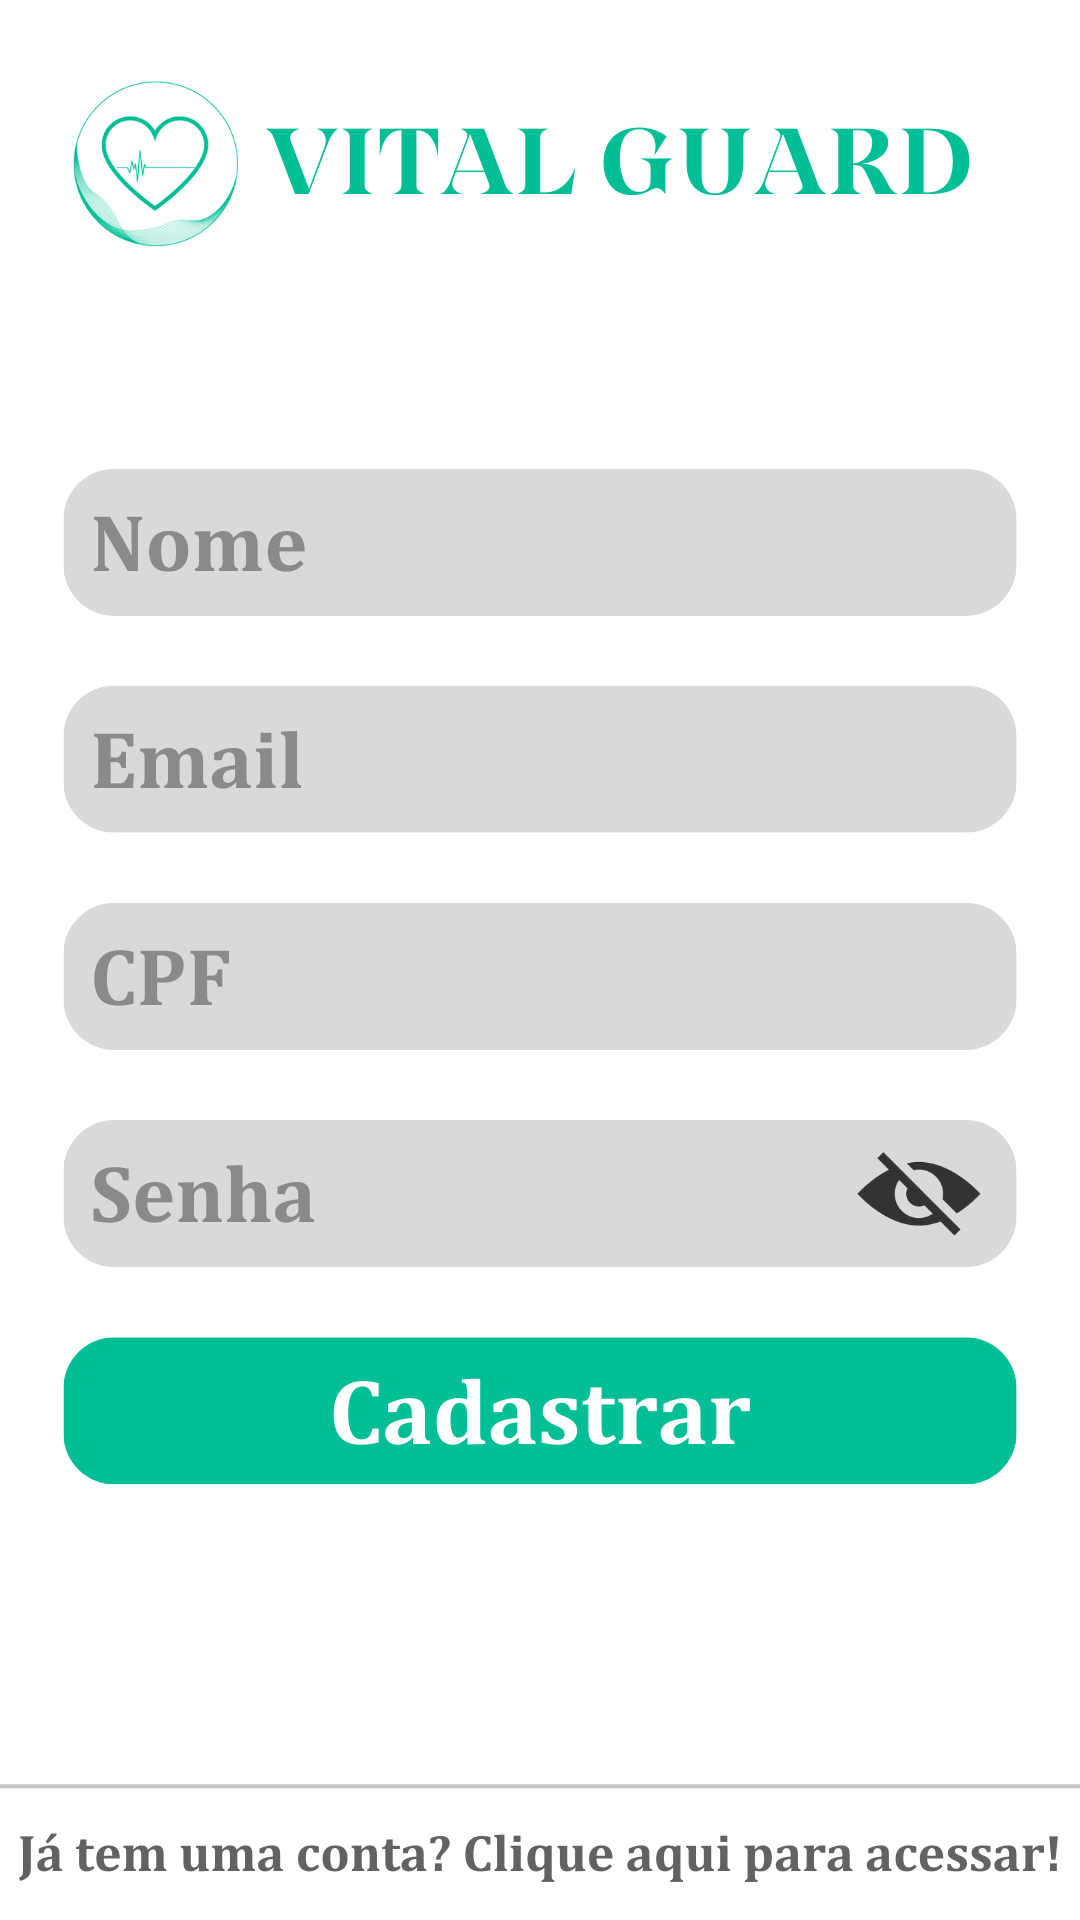 VITAL GUARD
Nome
Email
CPF
Senha
Cadastrar
Já tem uma conta? Clique aqui para acessar!